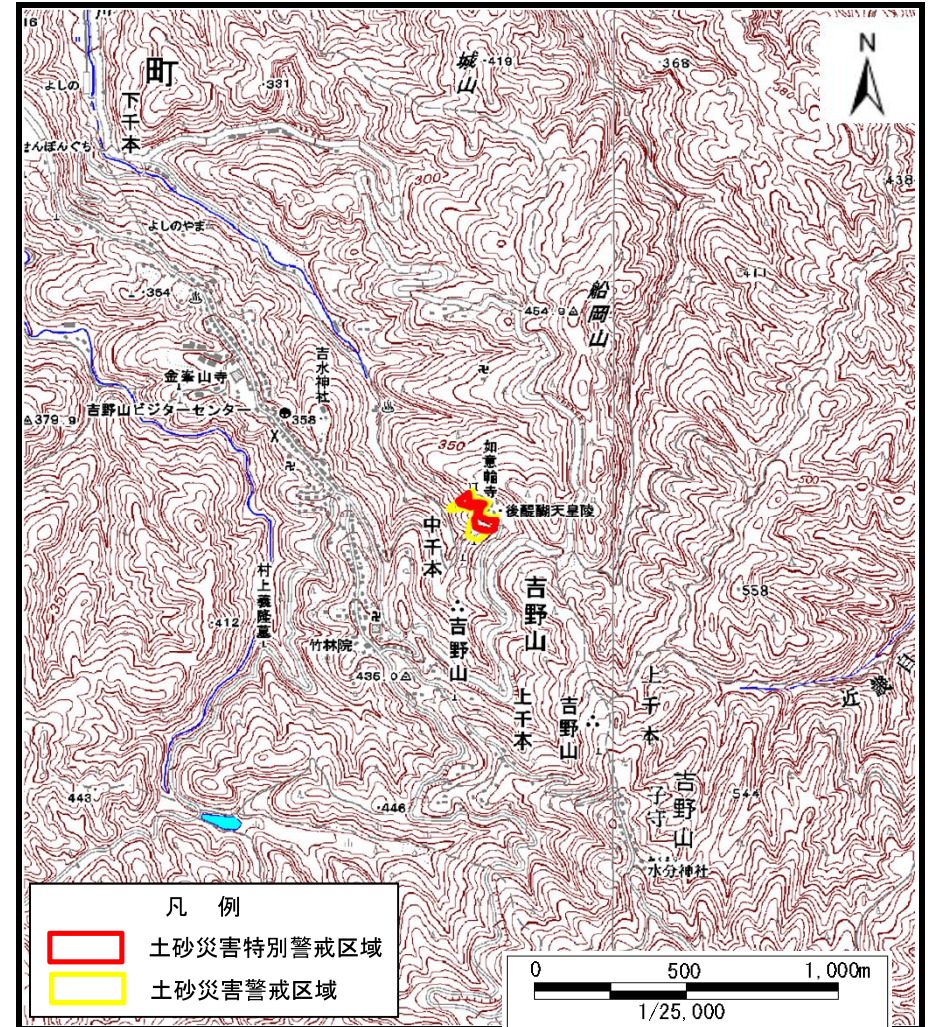 16
町
城山
·419
·368
N
よしの
·331
下千本
せんぼんぐち
300
·438
よしのやま
·354
·411
船岡山
454.9
吉水神社
金峯山寺
吉野山ビジターセンター
358
379.9
350
如意輪寺
後醍醐天皇陵
中千本
村上義隆墓
·412
竹林院
吉野山
吉野山
·558
436.0
上千本
吉野山
上千本
近畿自
443
·446
544
吉野山
子守
水分神社
凡 例
土砂災害特別警戒区域
土砂災害警戒区域
0 500 1,000m
1/25,000